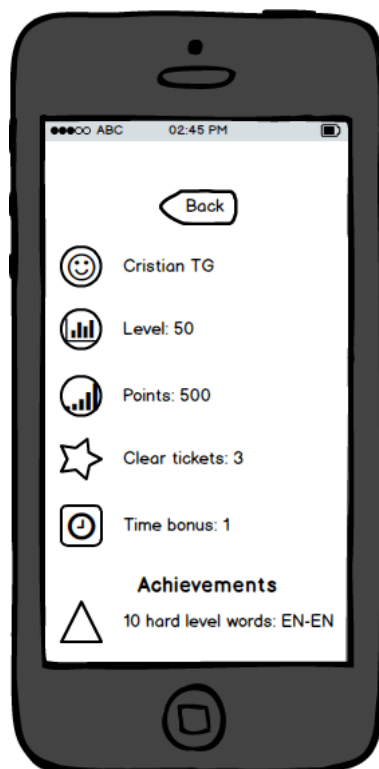 ABC 02:45 PM
Back
Cristian TG
Level: 50
Points: 500
Clear tickets: 3
Time bonus: 1
Achievements
10 hard level words: EN-EN